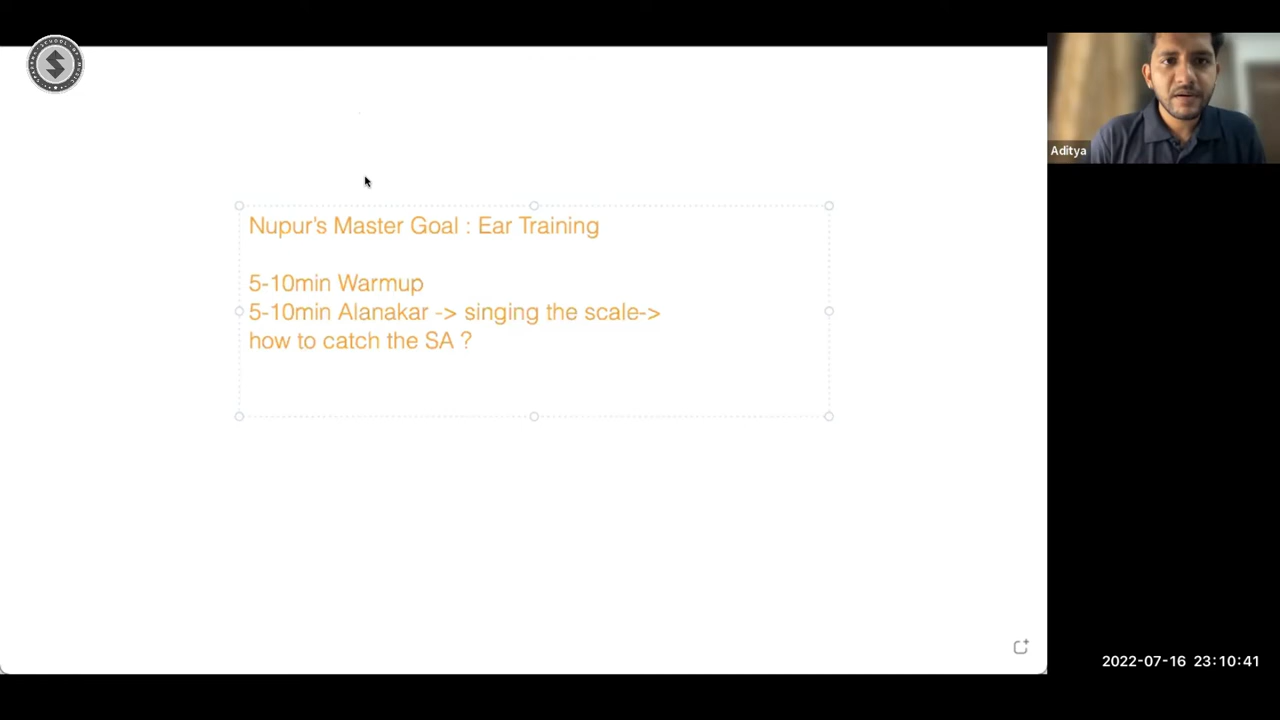 Nupur's Master Goal : Ear Training
5-10min Warmup
5-10min Alanakar -> singing the scale->
how to catch the SA ?
Aditya
2022-07-16 23:10:41